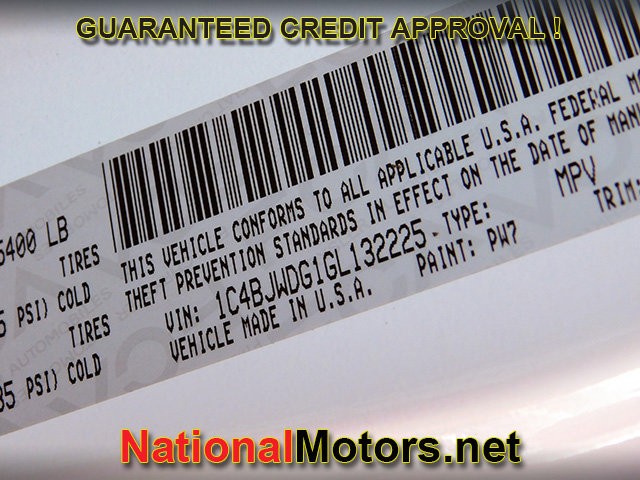 GUARANTEED CREDIT APPROVAL !
5400 LB
TIRES
5 PSI) COLD
TIRES
35 PSI) COLD
THIS VEHICLE CONFORMS TO ALL APPLICABLE U.S.A. FEDERAL M
THEFT PREVENTION STANDARDS IN EFFECT ON THE DATE OF MAN
VIN: 1C4BJWDG1GL132225 TYPE: MPV
VEHICLE MADE IN U.S.A. PAINT: PW7 TRIM:
NationalMotors.net